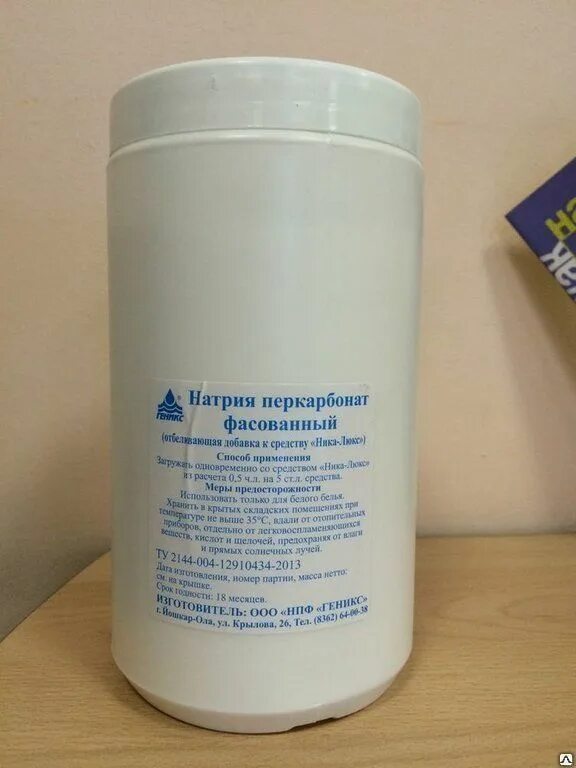 ГЕНИКС
®
Натрия перкарбонат
фасованный
(отбеливающая добавка к средству «Ника-Люкс»)
Способ применения
Загружать одновременно со средством «Ника-Люкс»
из расчета 0,5 ч.л. на 5 ст.л. средства.
Меры предосторожности
Использовать только для белого белья.
Хранить в крытых складских помещениях при
температуре не выше 35°С, вдали от отопительных
приборов, отдельно от легковоспламеняющихся
веществ, кислот и щелочей, предохраняя от влаги
и прямых солнечных лучей.
ТУ 2144-004-12910434-2013
Дата изготовления, номер партии, масса нетто:
см. на крышке.
Срок годности: 18 месяцев.
ИЗГОТОВИТЕЛЬ: ООО «НПФ «ГЕНИКС»
г. Йошкар-Ола, ул. Крылова, 26, Тел. (8362) 64-00-38